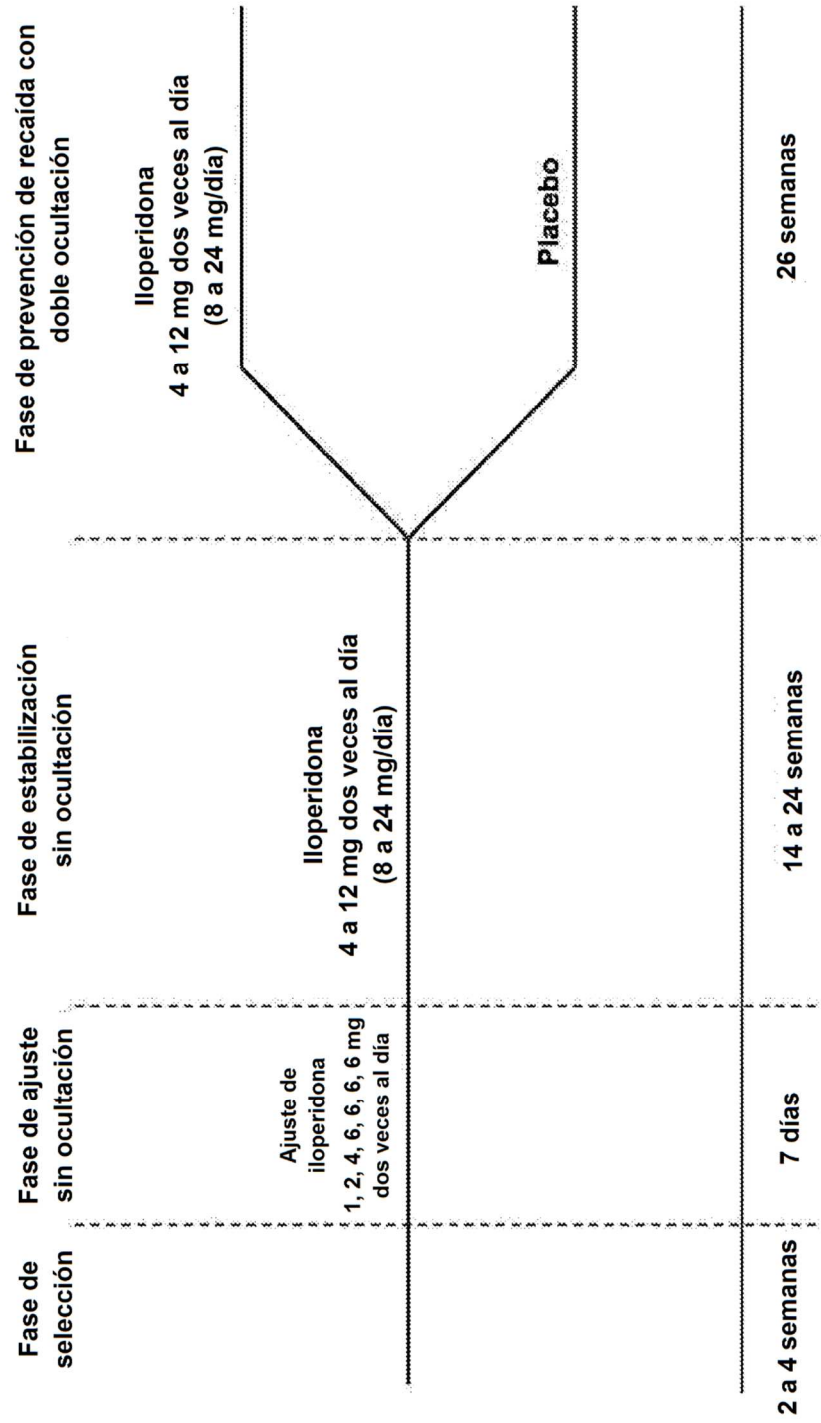 Fase de
selección
Fase de ajuste
sin ocultación
Fase de estabilización
sin ocultación
Fase de prevención de recaída con
doble ocultación
Ajuste de
iloperidona
1, 2, 4, 6, 6, 6, 6 mg
dos veces al día
Iloperidona
4 a 12 mg dos veces al día
(8 a 24 mg/día)
Iloperidona
4 a 12 mg dos veces al día
(8 a 24 mg/día)
Placebo
2 a 4 semanas
7 días
14 a 24 semanas
26 semanas